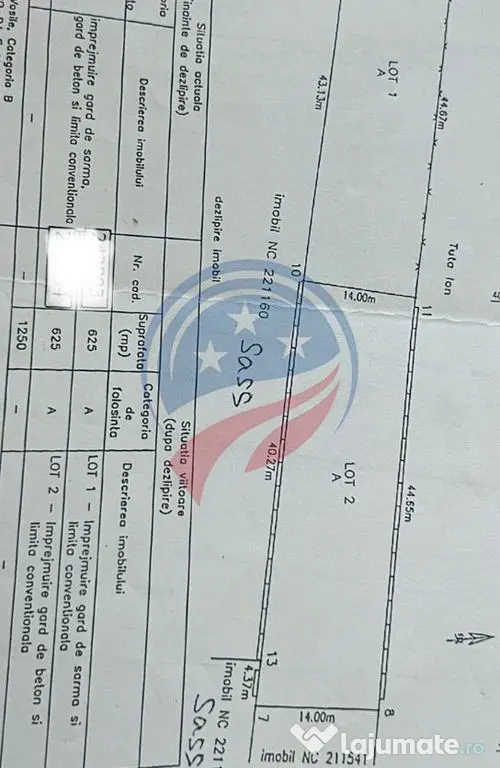 LOT 1
A
44.67m
43.13m
Tuta Ion
imobil NC 221160
Sass
10
11
14.00m
LOT 2
A
44.55m
40.27m
13
4.37m
7
8
14.00m
imobil NC 211541
imobil NC 221
Sass
dezlipire imobil
Situatia actuala
inainte de dezlipire)
Situatia viitoare
(dupa dezlipire)
Descrierea imobilului
Nr. cad.
Suprafata
(mp)
Categoria
de
folosinta
Descrierea imobilului
imprejmuire gard de sarma,
gard de beton si limita conventionala
625
A
LOT 1 - Imprejmuire gard de sarma si
limita conventionala
625
A
LOT 2 - Imprejmuire gard de beton si
limita conventionala
-
-
1250
-
-
Vasile, Categoria B
lajumate.ro